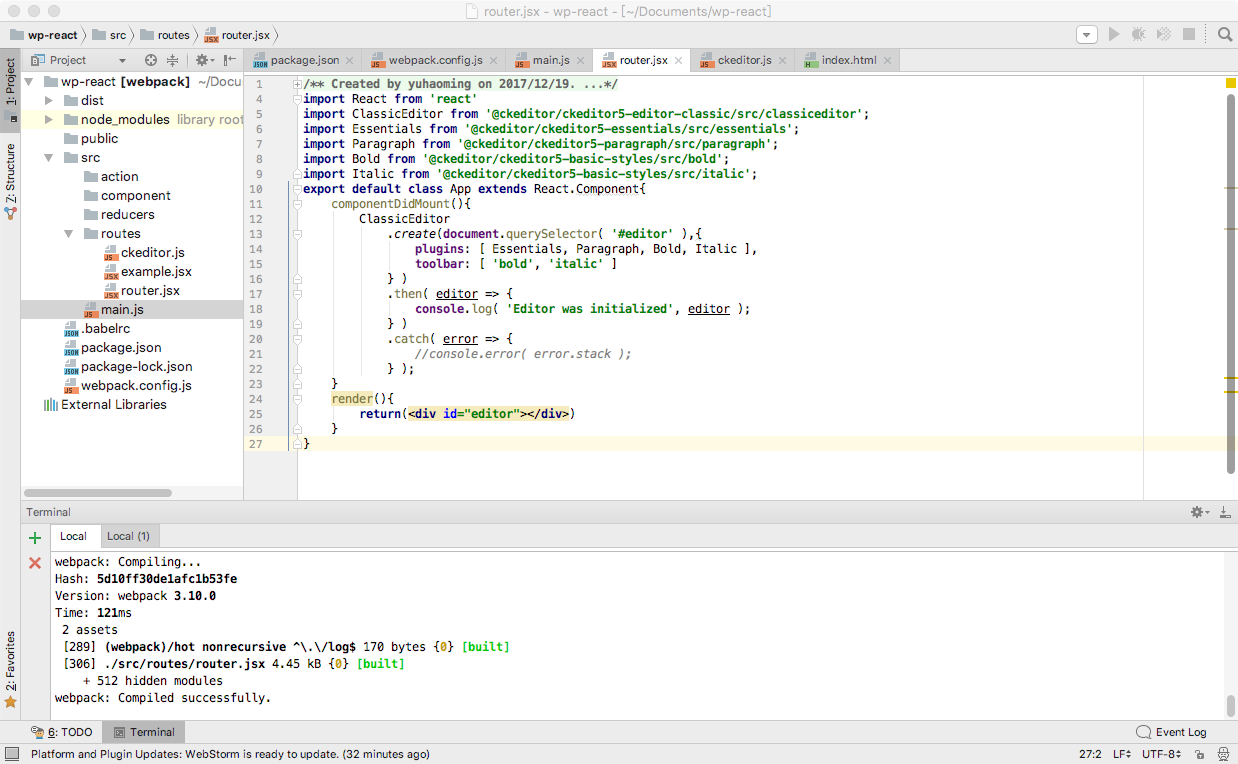 router.jsx - wp-react - [~/Documents/wp-react]
wp-react src routes router.jsx
1: Project
Z: Structure
2: Favorites
Project
package.json webpack.config.js main.js router.jsx ckeditor.js index.html
wp-react [webpack] ~/Docu
dist
node_modules library root
public
src
action
component
reducers
routes
ckeditor.js
example.jsx
router.jsx
main.js
.babelrc
package.json
package-lock.json
webpack.config.js
External Libraries
1 /** Created by yuhaoming on 2017/12/19. ...*/
4 import React from 'react'
5 import ClassicEditor from '@ckeditor/ckeditor5-editor-classic/src/classiceditor';
6 import Essentials from '@ckeditor/ckeditor5-essentials/src/essentials';
7 import Paragraph from '@ckeditor/ckeditor5-paragraph/src/paragraph';
8 import Bold from '@ckeditor/ckeditor5-basic-styles/src/bold';
9 import Italic from '@ckeditor/ckeditor5-basic-styles/src/italic';
10 export default class App extends React.Component{
11 componentDidMount(){
12 ClassicEditor
13 .create(document.querySelector( '#editor' ),{
14 plugins: [ Essentials, Paragraph, Bold, Italic ],
15 toolbar: [ 'bold', 'italic' ]
16 } )
17 .then( editor => {
18 console.log( 'Editor was initialized', editor );
19 } )
20 .catch( error => {
21 //console.error( error.stack );
22 } );
23 }
24 render(){
25 return(<div id="editor"></div>)
26 }
27 }
Terminal
Local Local (1)
webpack: Compiling...
Hash: 5d10ff30de1afc1b53fe
Version: webpack 3.10.0
Time: 121ms
2 assets
[289] (webpack)/hot nonrecursive ^\.\/log$ 170 bytes {0} [built]
[306] ./src/routes/router.jsx 4.45 kB {0} [built]
+ 512 hidden modules
webpack: Compiled successfully.
6: TODO Terminal Event Log
Platform and Plugin Updates: WebStorm is ready to update. (32 minutes ago) 27:2 LF UTF-8